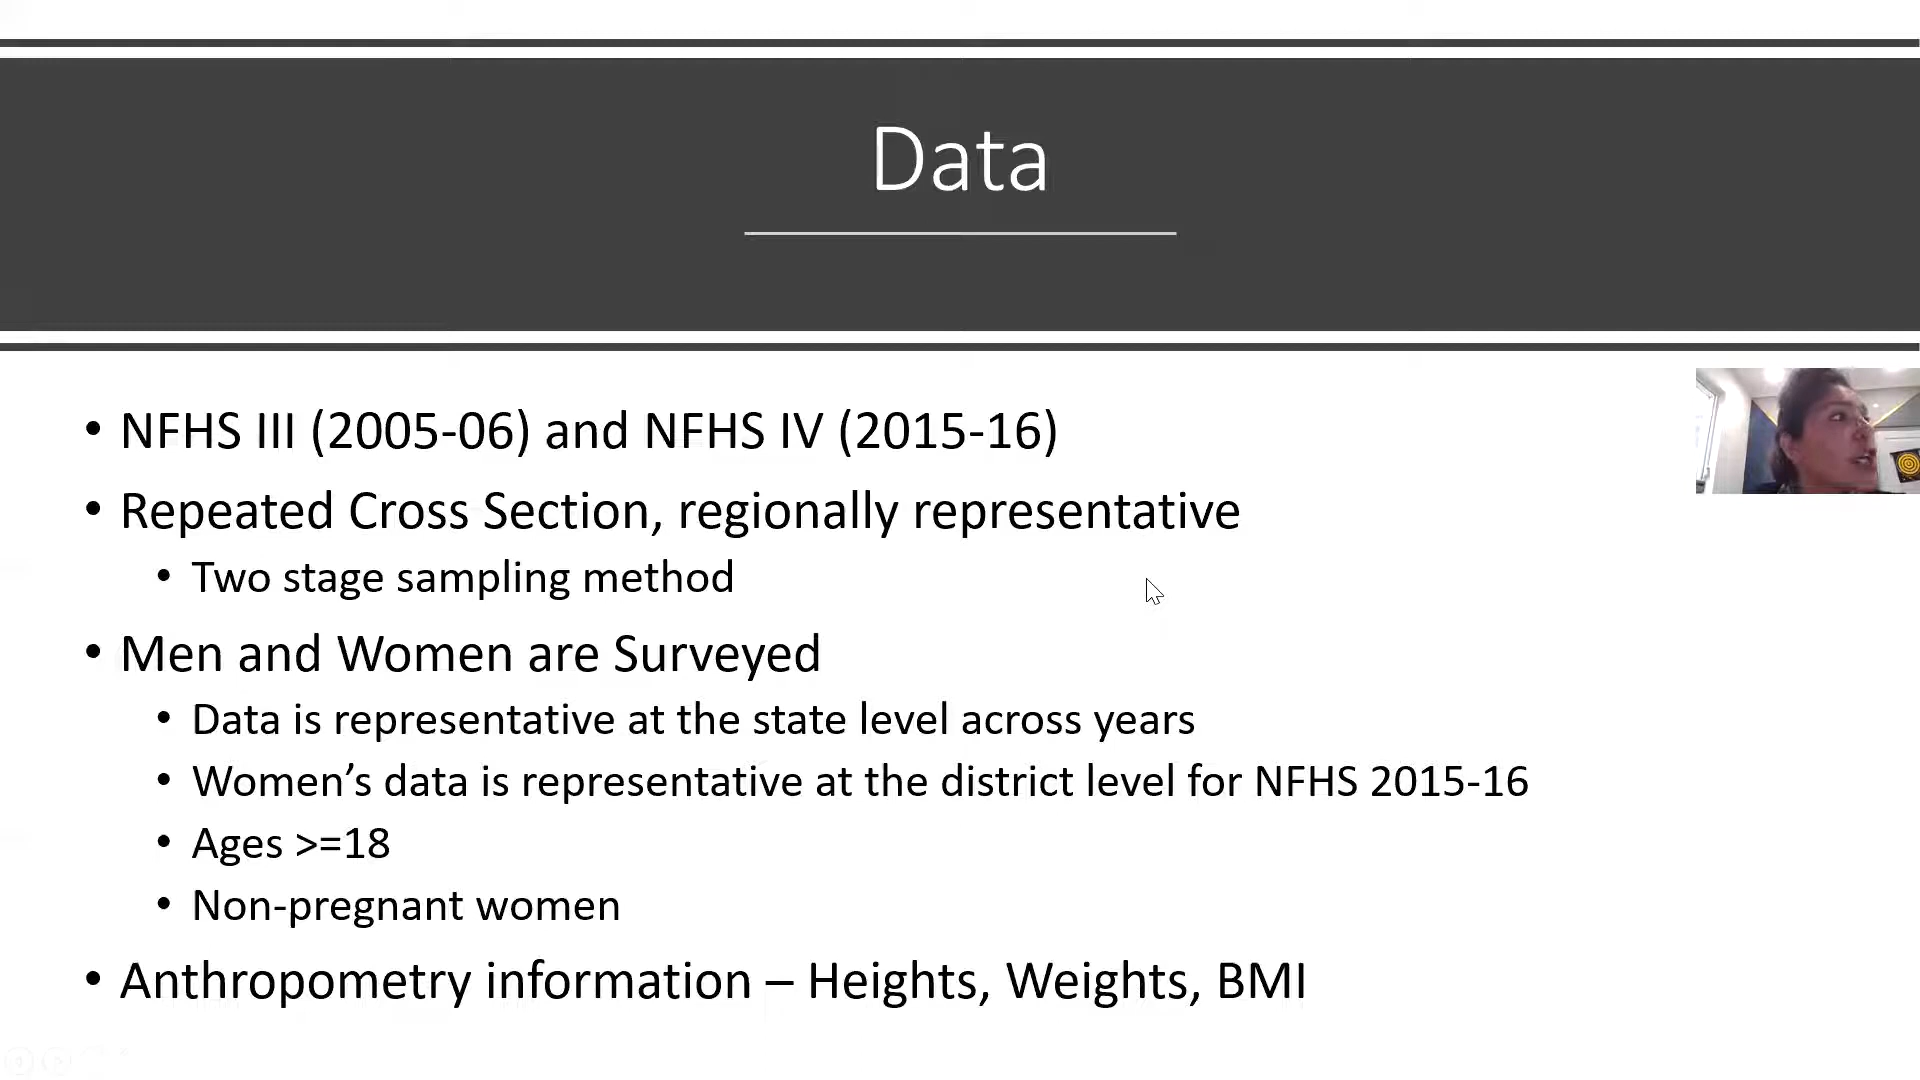 Data
• NFHS III (2005-06) and NFHS IV (2015-16)
• Repeated Cross Section, regionally representative
• Two stage sampling method
• Men and Women are Surveyed
• Data is representative at the state level across years
• Women’s data is representative at the district level for NFHS 2015-16
• Ages >=18
• Non-pregnant women
• Anthropometry information – Heights, Weights, BMI